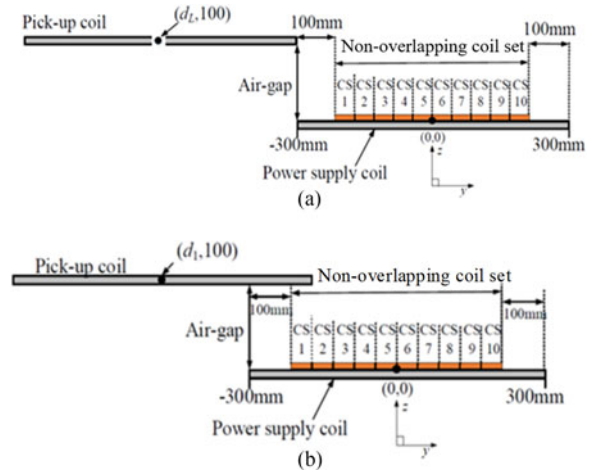 Pick-up coil
(d_L,100)
100mm
100mm
Non-overlapping coil set
Air-gap
CS CS CS CS CS CS CS CS CS CS
1 2 3 4 5 6 7 8 9 10
(0,0)
-300mm
300mm
z
Power supply coil
y
(a)
(d_1,100)
Pick-up coil
Non-overlapping coil set
Air-gap
100mm
100mm
CS CS CS CS CS CS CS CS CS CS
1 2 3 4 5 6 7 8 9 10
-300mm
(0,0)
300mm
z
Power supply coil
y
(b)